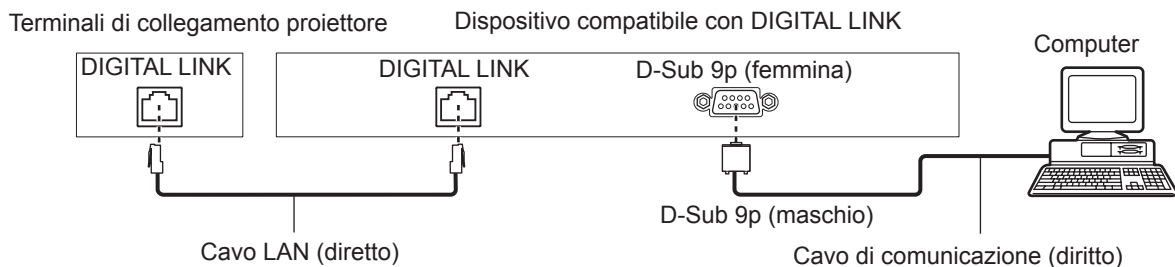 Terminali di collegamento proiettore
Dispositivo compatibile con DIGITAL LINK
Computer
DIGITAL LINK
DIGITAL LINK
D-Sub 9p (femmina)
D-Sub 9p (maschio)
Cavo LAN (diretto)
Cavo di comunicazione (diritto)